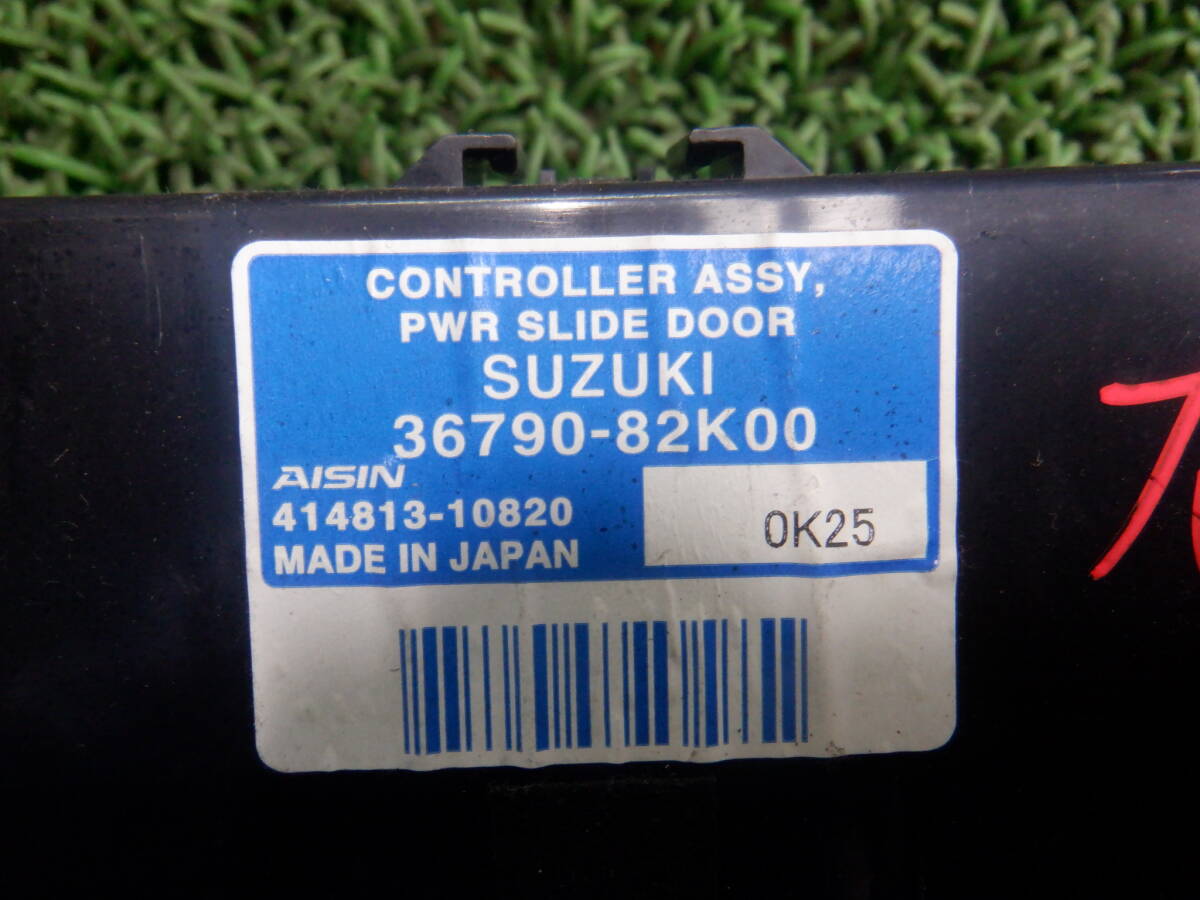 CONTROLLER ASSY,
PWR SLIDE DOOR
SUZUKI
36790-82K00
AISIN
414813-10820
0K25
MADE IN JAPAN